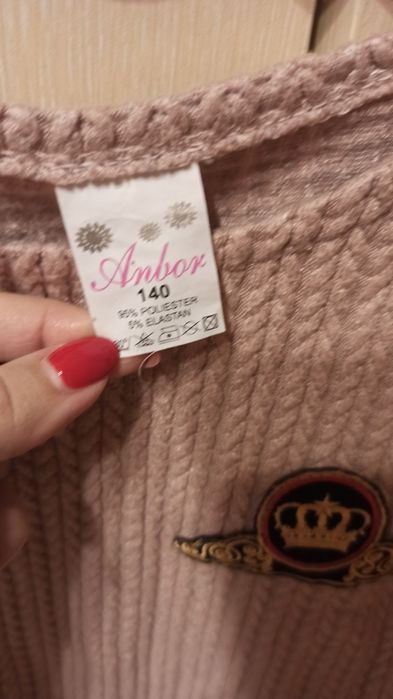 Anbor
140
95% POLIESTER
5% ELASTAN